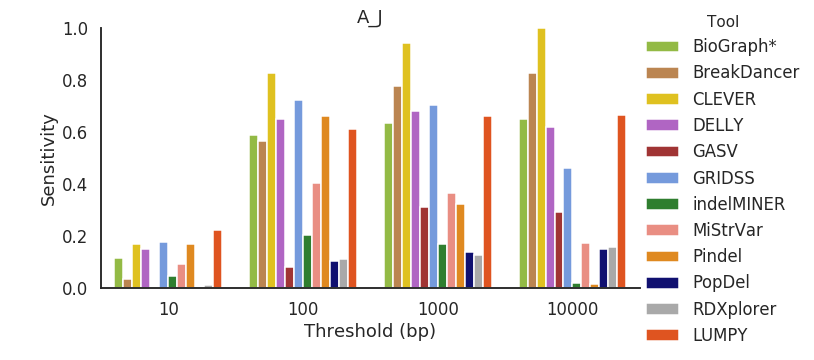 A_J
Sensitivity
1.0
0.8
0.6
0.4
0.2
0.0
10
100
1000
10000
Threshold (bp)
Tool
BioGraph*
BreakDancer
CLEVER
DELLY
GASV
GRIDSS
indelMINER
MiStrVar
Pindel
PopDel
RDXplorer
LUMPY